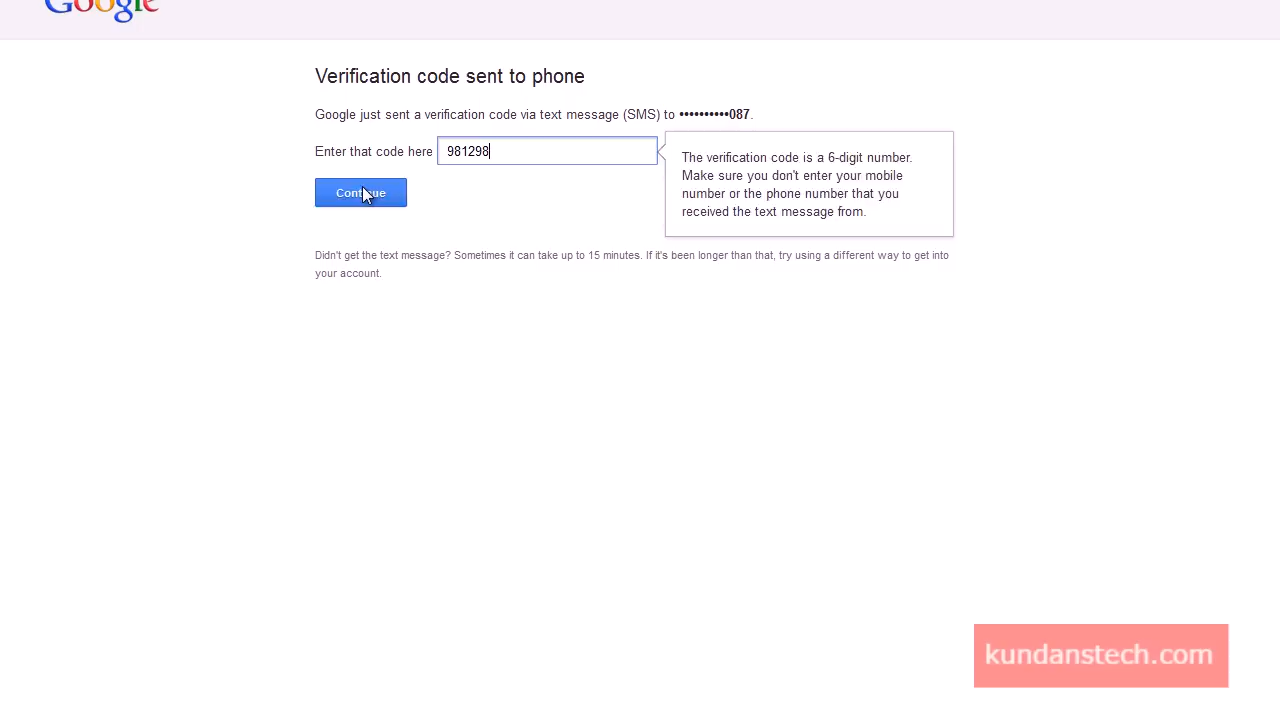 Google
Verification code sent to phone
Google just sent a verification code via text message (SMS) to ••••••••••087.
Enter that code here 981298
The verification code is a 6-digit number.
Make sure you don't enter your mobile
number or the phone number that you
received the text message from.
Continue
Didn't get the text message? Sometimes it can take up to 15 minutes. If it's been longer than that, try using a different way to get into
your account.
kundanstech.com